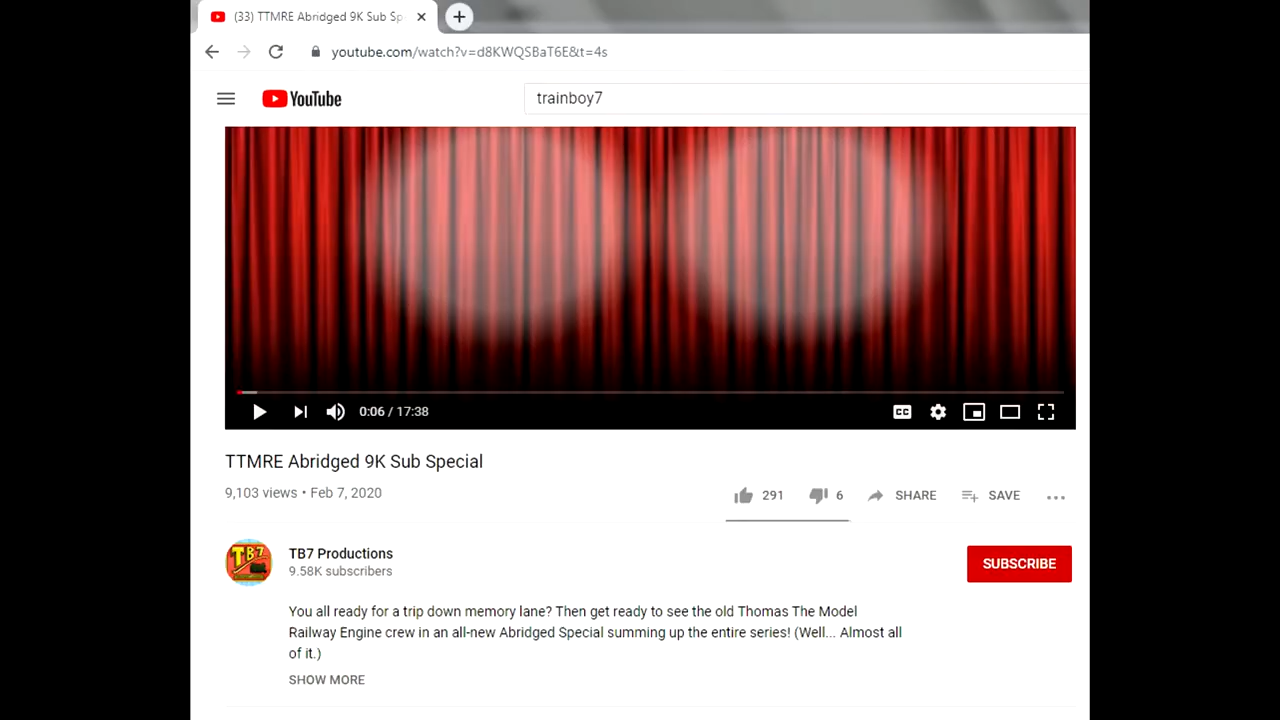 (33) TTMRE Abridged 9K Sub Sp
youtube.com/watch?v=d8KWQSBaT6E&t=4s
YouTube
trainboy7
CC
0:06 / 17:38
TTMRE Abridged 9K Sub Special
9,103 views • Feb 7, 2020
291
6
SHARE
SAVE
TB7
TB7 Productions
9.58K subscribers
SUBSCRIBE
You all ready for a trip down memory lane? Then get ready to see the old Thomas The Model
Railway Engine crew in an all-new Abridged Special summing up the entire series! (Well... Almost all
of it.)
SHOW MORE